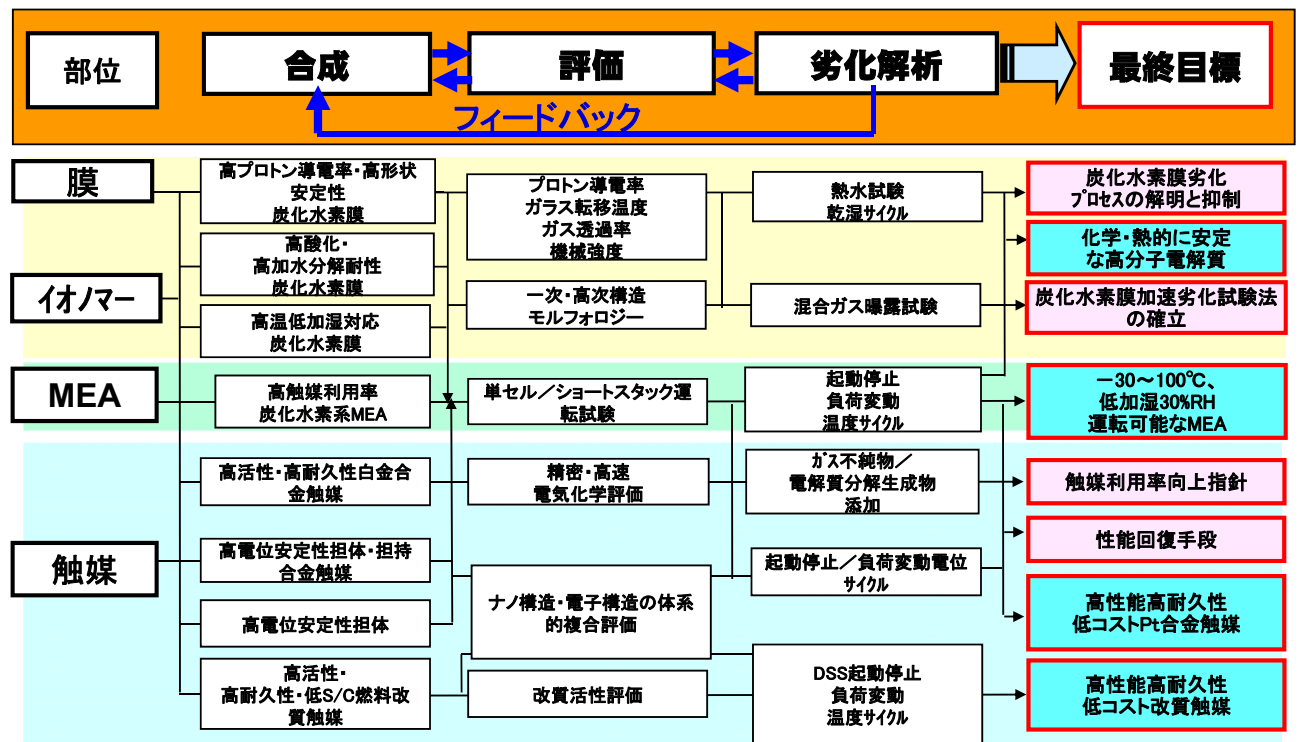 部位
合成
評価
劣化解析
最終目標
フィードバック
膜
イオノマー
MEA
触媒
高プロトン導電率・高形状
安定性
炭化水素膜
高酸化・
高加水分解耐性
炭化水素膜
高温低加湿対応
炭化水素膜
高触媒利用率
炭化水素系MEA
高活性・高耐久性白金合
金触媒
高電位安定性担体・担持
合金触媒
高電位安定性担体
高活性・
高耐久性・低S/C燃料改
質触媒
プロトン導電率
ガラス転移温度
ガス透過率
機械強度
一次・高次構造
モルフォロジー
単セル／ショートスタック運
転試験
精密・高速
電気化学評価
ナノ構造・電子構造の体系
的複合評価
改質活性評価
熱水試験
乾湿サイクル
混合ガス曝露試験
起動停止
負荷変動
温度サイクル
ガス不純物／
電解質分解生成物
添加
起動停止／負荷変動電位
サイクル
DSS起動停止
負荷変動
温度サイクル
炭化水素膜劣化
プロセスの解明と抑制
化学・熱的に安定
な高分子電解質
炭化水素膜加速劣化試験法
の確立
－30～100℃、
低加湿30%RH
運転可能なMEA
触媒利用率向上指針
性能回復手段
高性能高耐久性
低コストPt合金触媒
高性能高耐久性
低コスト改質触媒